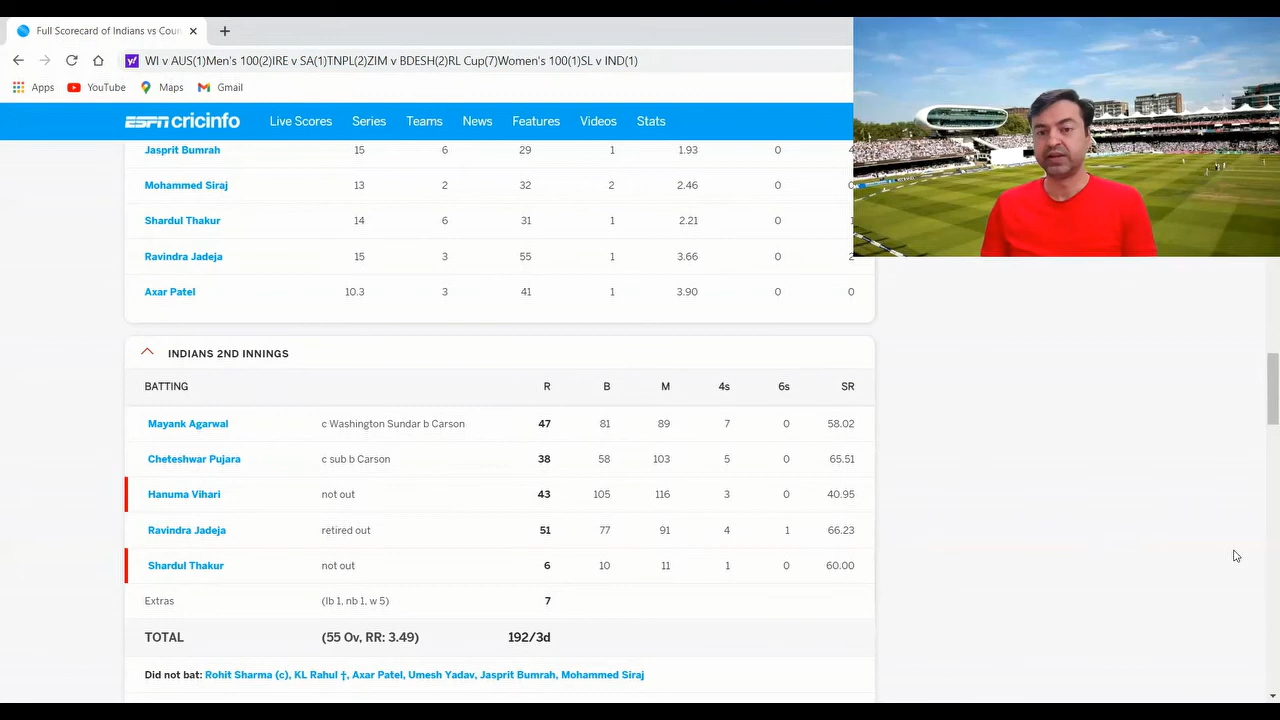 Full Scorecard of Indians vs Coun
WI v AUS(1)Men's 100(2)IRE v SA(1)TNPL(2)ZIM v BDESH(2)RL Cup(7)Women's 100(1)SL v IND(1)
Apps YouTube Maps Gmail
ESPN cricinfo Live Scores Series Teams News Features Videos Stats
Jasprit Bumrah 15 6 29 1 1.93 0 4
Mohammed Siraj 13 2 32 2 2.46 0 0
Shardul Thakur 14 6 31 1 2.21 0 1
Ravindra Jadeja 15 3 55 1 3.66 0 2
Axar Patel 10.3 3 41 1 3.90 0 0
INDIANS 2ND INNINGS
BATTING R B M 4s 6s SR
Mayank Agarwal c Washington Sundar b Carson 47 81 89 7 0 58.02
Cheteshwar Pujara c sub b Carson 38 58 103 5 0 65.51
Hanuma Vihari not out 43 105 116 3 0 40.95
Ravindra Jadeja retired out 51 77 91 4 1 66.23
Shardul Thakur not out 6 10 11 1 0 60.00
Extras (lb 1, nb 1, w 5) 7
TOTAL (55 Ov, RR: 3.49) 192/3d
Did not bat: Rohit Sharma (c), KL Rahul †, Axar Patel, Umesh Yadav, Jasprit Bumrah, Mohammed Siraj